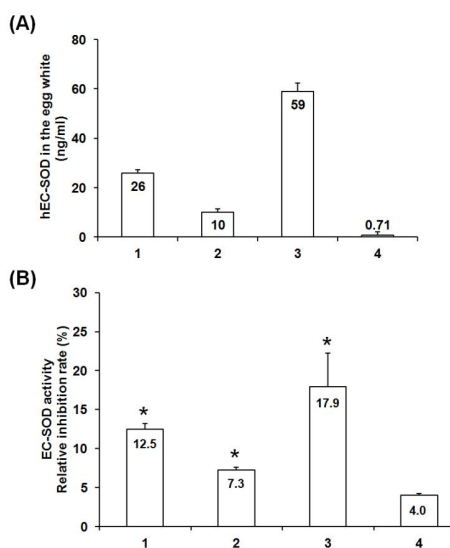 (A)
hEC-SOD in the egg white
(ng/ml)
80
60
40
20
0
26
10
59
0.71
1 2 3 4
(B)
EC-SOD activity
Relative inhibition rate (%)
30
25
20
15
10
5
0
*
12.5
*
7.3
*
17.9
4.0
1 2 3 4